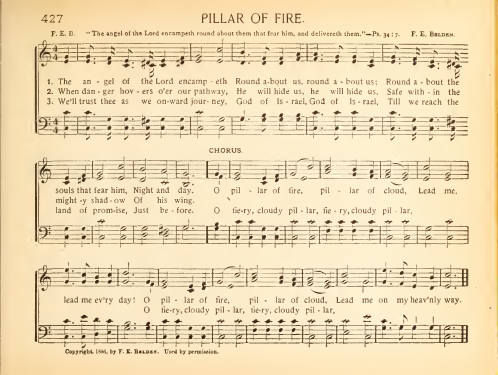 427 PILLAR OF FIRE.
F. E. B. "The angel of the Lord encampeth round about them that fear him, and delivereth them."—Ps. 34:7. F. E. BELDEN.
1. The an - gel of the Lord encamp - eth Round a-bout us, round a - bout us; Round a - bout the
2. When dan - ger hov - ers o'er our pathway, He will hide us, he will hide us, Safe with - in the
3. We'll trust thee as we on-ward jour - ney, God of Is - rael, God of Is - rael, Till we reach the
CHORUS.
souls that fear him, Night and day. O pil - lar of fire, pil - lar of cloud, Lead me,
might-y shad - ow Of his wing.
land of prom-ise, Just be - fore. O fie-ry, cloudy pil - lar, fie - ry, cloudy pil - lar,
lead me ev'ry day! O pil - lar of fire, pil - lar of cloud, Lead me on my heav'nly way.
O fie-ry, cloudy pil - lar, fie-ry, cloudy pil - lar,
Copyright, 1886, by F. E. BELDEN. Used by permission.